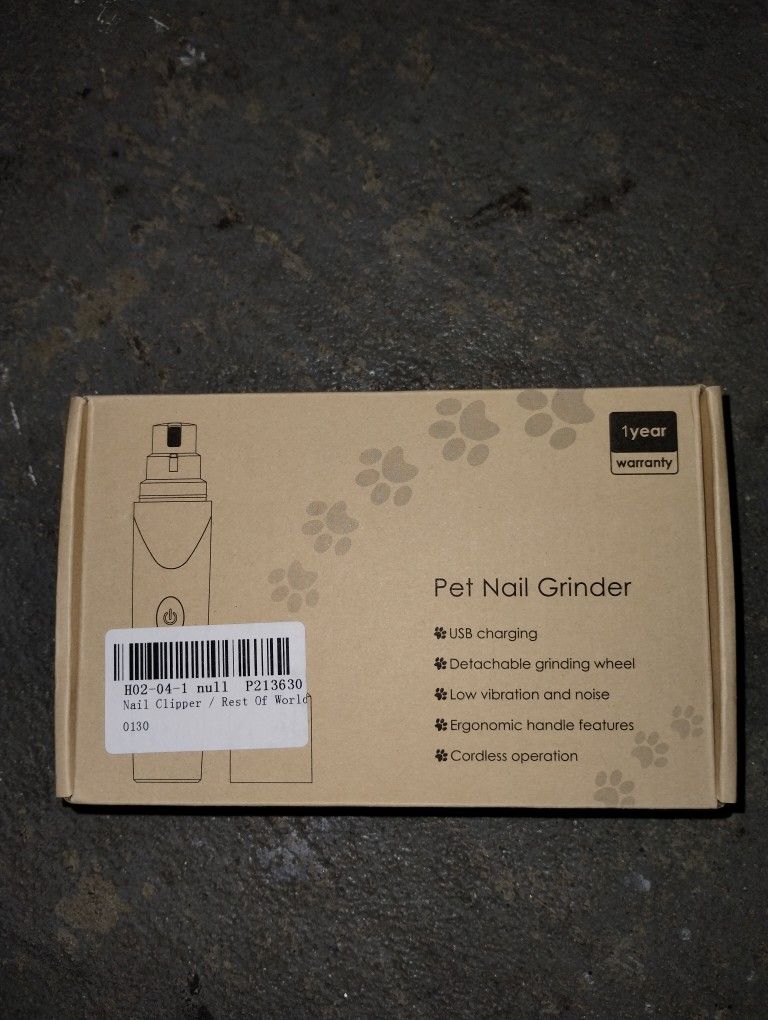 1year
warranty
Pet Nail Grinder
USB charging
Detachable grinding wheel
Low vibration and noise
Ergonomic handle features
Cordless operation
H02-04-1 null P213630
Nail Clipper / Rest Of World
0130